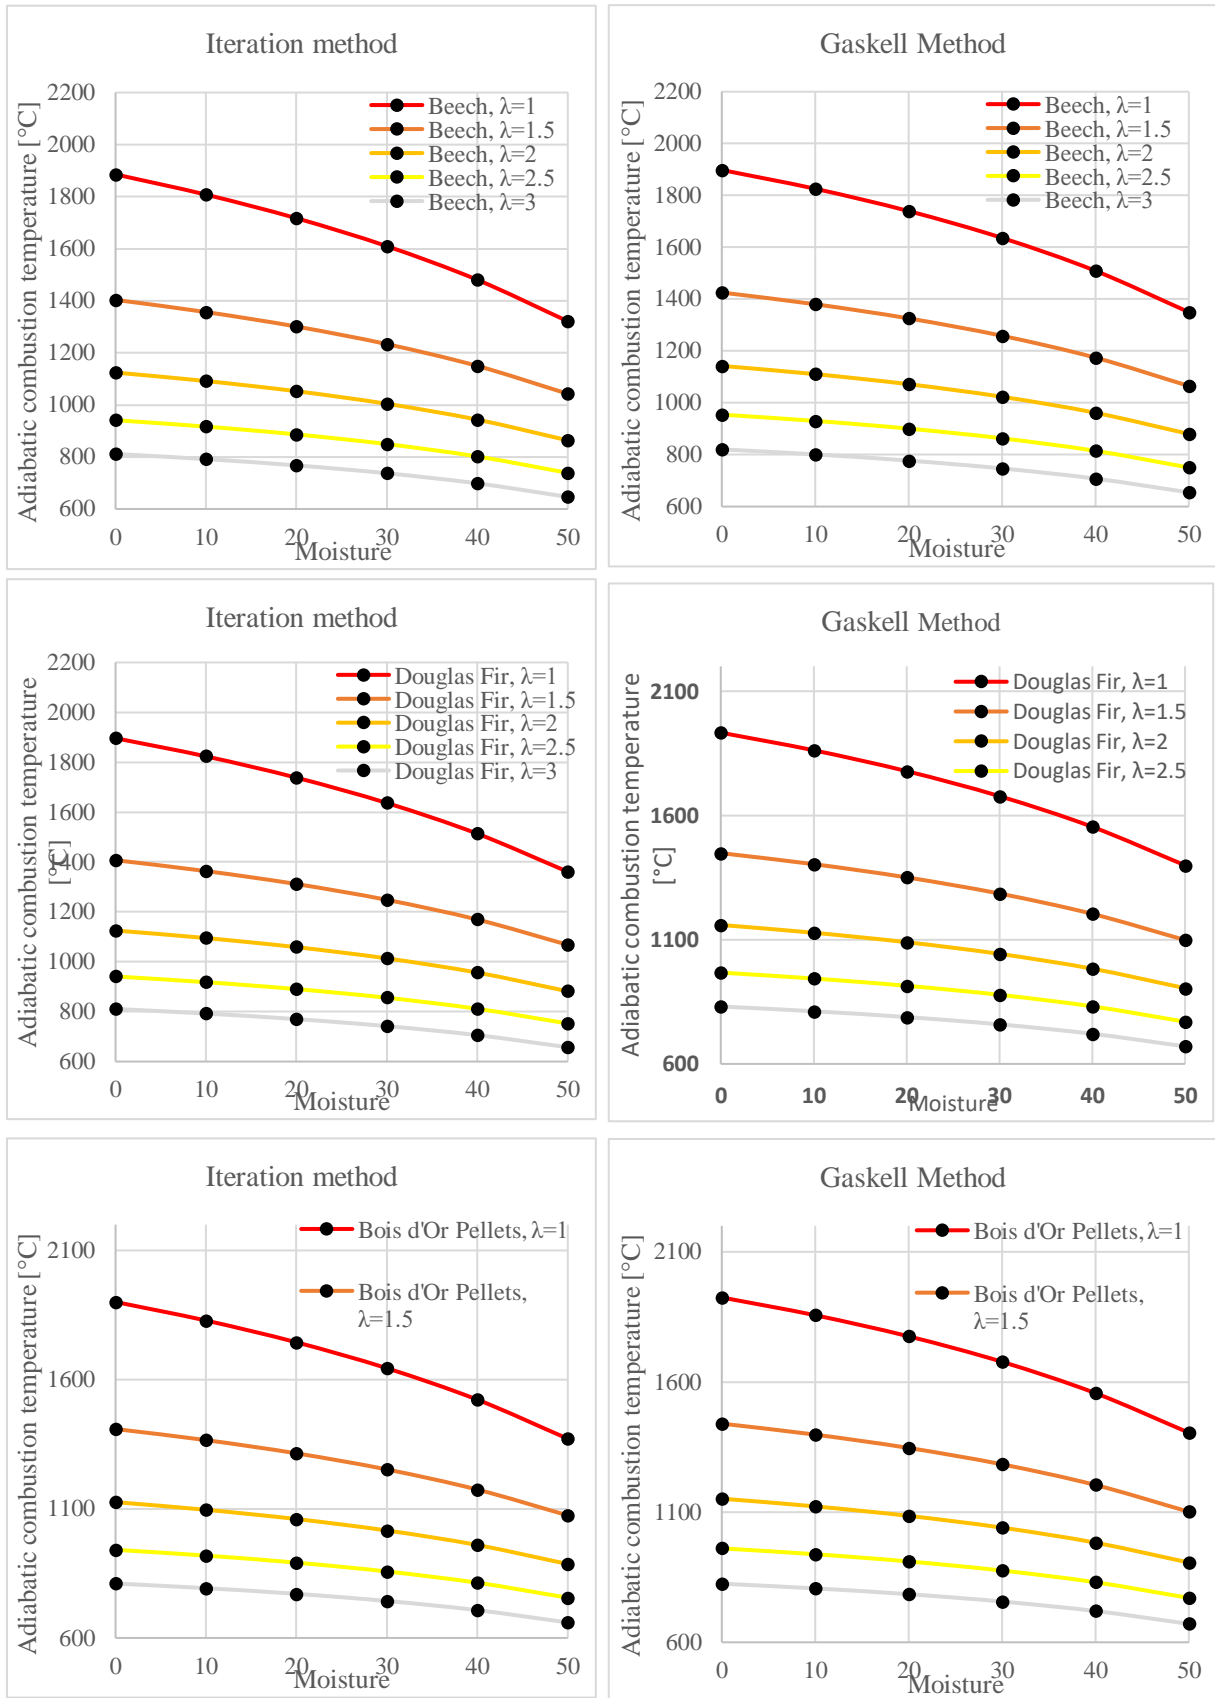 Iteration method
Adiabatic combustion temperature [°C]
2200
2000
1800
1600
1400
1200
1000
800
600
Beech, λ=1
Beech, λ=1.5
Beech, λ=2
Beech, λ=2.5
Beech, λ=3
0 10 20 30 40 50
Moisture
Gaskell Method
Adiabatic combustion temperature [°C]
2200
2000
1800
1600
1400
1200
1000
800
600
Beech, λ=1
Beech, λ=1.5
Beech, λ=2
Beech, λ=2.5
Beech, λ=3
0 10 20 30 40 50
Moisture
Iteration method
Adiabatic combustion temperature
[°C]
2200
2000
1800
1600
1400
1200
1000
800
600
Douglas Fir, λ=1
Douglas Fir, λ=1.5
Douglas Fir, λ=2
Douglas Fir, λ=2.5
Douglas Fir, λ=3
0 10 20 30 40 50
Moisture
Gaskell Method
Adiabatic combustion temperature
[°C]
2100
1600
1100
600
Douglas Fir, λ=1
Douglas Fir, λ=1.5
Douglas Fir, λ=2
Douglas Fir, λ=2.5
0 10 20 30 40 50
Moisture
Iteration method
Adiabatic combustion temperature [°C]
2100
1600
1100
600
Bois d'Or Pellets, λ=1
Bois d'Or Pellets,
λ=1.5
0 10 20 30 40 50
Moisture
Gaskell Method
Adiabatic combustion temperature [°C]
2100
1600
1100
600
Bois d'Or Pellets, λ=1
Bois d'Or Pellets,
λ=1.5
0 10 20 30 40 50
Moisture